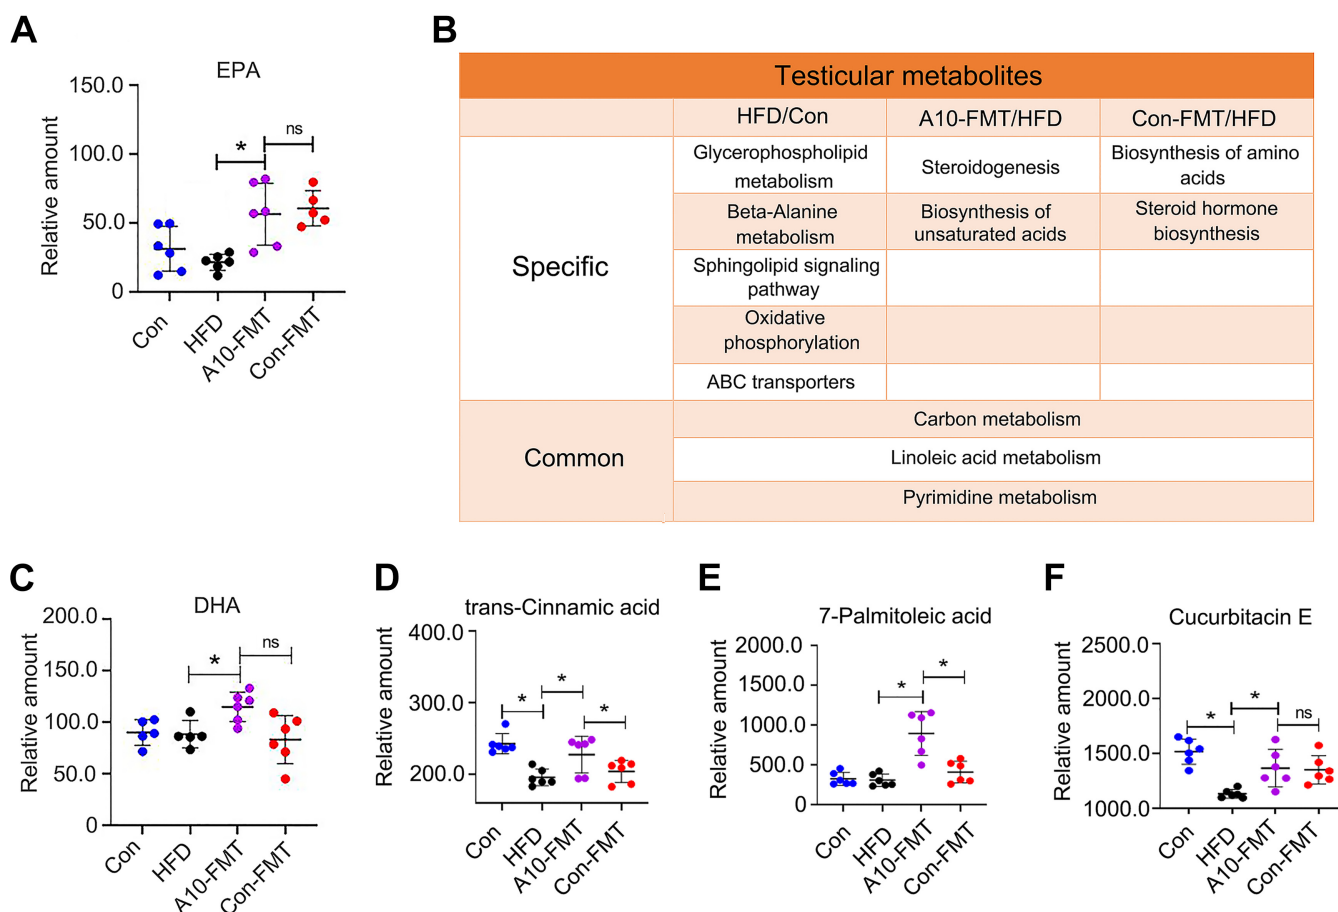 A
EPA
Relative amount
150.0
100.0
50.0
0
*
ns
Con
HFD
A10-FMT
Con-FMT
B
Testicular metabolites
HFD/Con
A10-FMT/HFD
Con-FMT/HFD
Specific
Glycerophospholipid
metabolism
Steroidogenesis
Biosynthesis of amino
acids
Beta-Alanine
metabolism
Biosynthesis of
unsaturated acids
Steroid hormone
biosynthesis
Sphingolipid signaling
pathway
Oxidative
phosphorylation
ABC transporters
Common
Carbon metabolism
Linoleic acid metabolism
Pyrimidine metabolism
C
DHA
Relative amount
200.0
150.0
100.0
50.0
0
*
ns
Con
HFD
A10-FMT
Con-FMT
D
trans-Cinnamic acid
Relative amount
400.0
300.0
200.0
*
*
*
Con
HFD
A10-FMT
Con-FMT
E
7-Palmitoleic acid
Relative amount
2000.0
1500.0
1000.0
500.0
0
*
*
Con
HFD
A10-FMT
Con-FMT
F
Cucurbitacin E
Relative amount
2500.0
2000.0
1500.0
1000.0
*
*
ns
Con
HFD
A10-FMT
Con-FMT